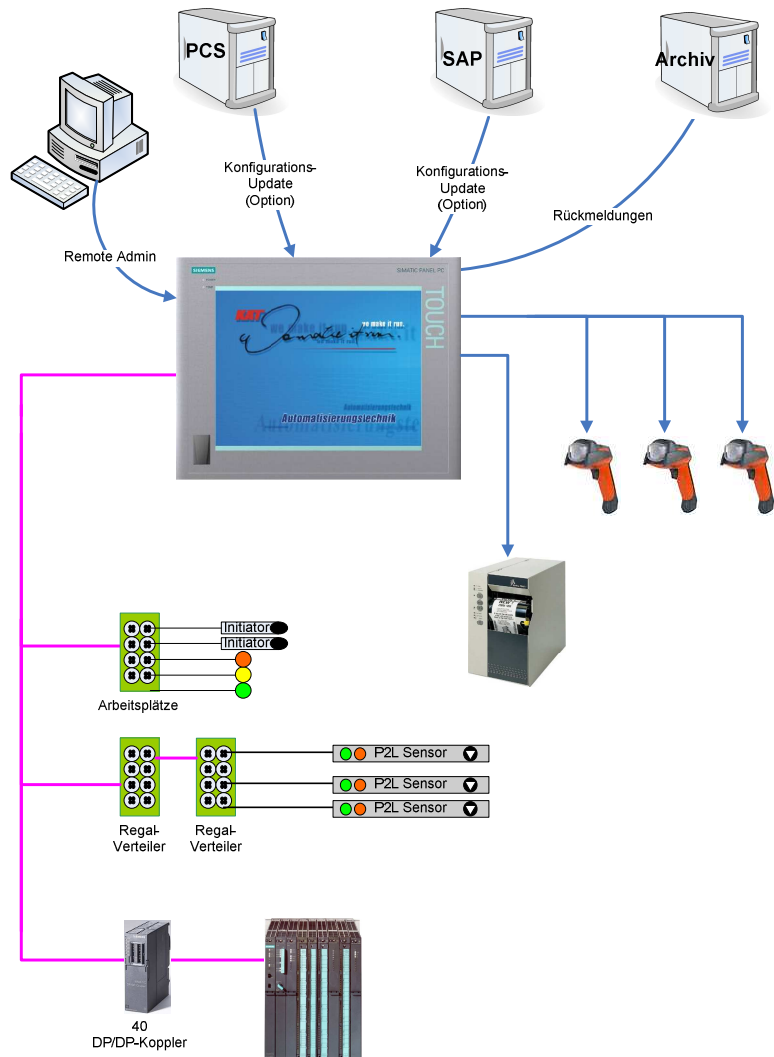 PCS
SAP
Archiv
Konfigurations-
Update
(Option)
Konfigurations-
Update
(Option)
Rückmeldungen
Remote Admin
SIEMENS
SIMATIC PANEL PC
TOUCH
we make it run.
Automatisierungstechnik
Automatisierungstechnik
Initiator
Initiator
Arbeitsplätze
P2L Sensor
P2L Sensor
P2L Sensor
Regal-
Verteiler
Regal-
Verteiler
40
DP/DP-Koppler